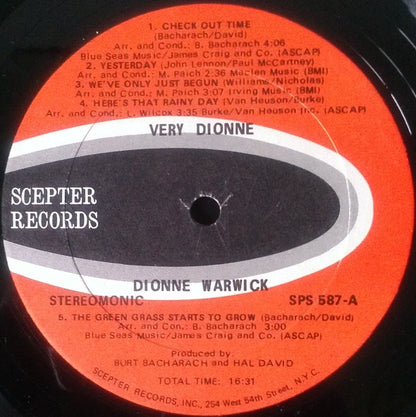 1. CHECK OUT TIME
(Bacharach/David)
Arr. and Cond.: B. Bacharach 4:06
Blue Seas Music/James Craig Co. (ASCAP)
2. YESTERDAY (John Lennon/Paul McCartney)
Arr. and Cond.: M. Paich 2:36 Maclen Music (BMI)
3. WE'VE ONLY JUST BEGUN (Williams/Nicholas)
Arr. and Cond.: M. Paich 3:07 Irving Music (BMI)
4. HERE'S THAT RAINY DAY (Van Heuson/Burke)
Arr. and Cond.: L. Wilcox 3:35 Burke/Van Heuson Inc. (ASCAP)
VERY DIONNE
SCEPTER
RECORDS
DIONNE WARWICK
STEREOMONIC SPS 587-A
5. THE GREEN GRASS STARTS TO GROW (Bacharach/David)
Arr. and Cond.: B. Bacharach 3:00
Blue Seas Music/James Craig Co. Music (ASCAP)
Produced by:
BURT BACHARACH and HAL DAVID
TOTAL TIME: 16:31
SCEPTER RECORDS, INC., 254 West 54th Street, N.Y.C.